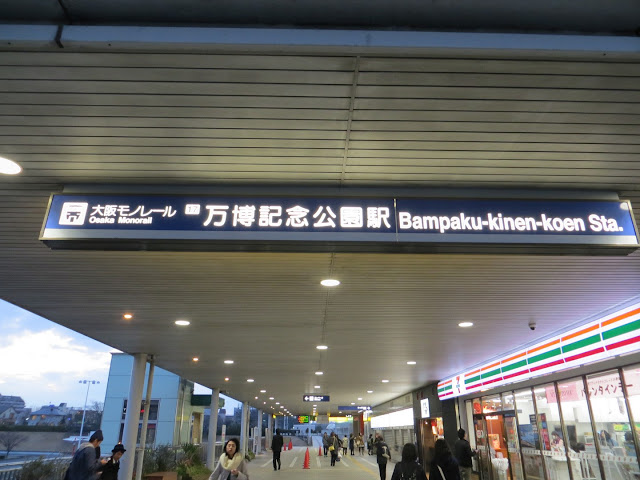 大阪モノレール
Osaka Monorail
万博記念公園駅
Bampaku-kinen-koen Sta.